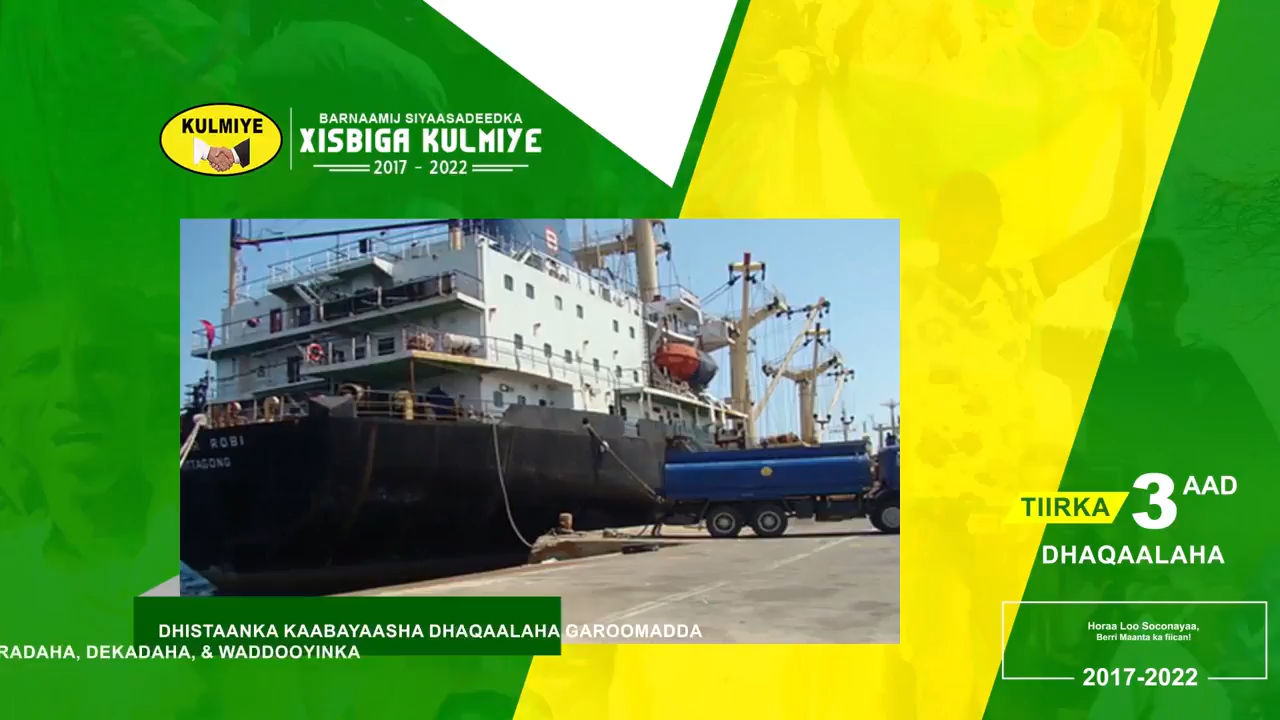 KULMIYE
BARNAAMIJ SIYAASADEEDKA
XISBIGA KULMIYE
2017 - 2022
ROBI
TIIRKA 3 AAD
DHAQAALAHA
DHISTAANKA KAABAYAASHA DHAQAALAHA GAROOMADDA
RADAHA, DEKADAHA, & WADDOOYINKA
Horaa Loo Soconayaa,
Berri Maanta ka fiican!
2017-2022